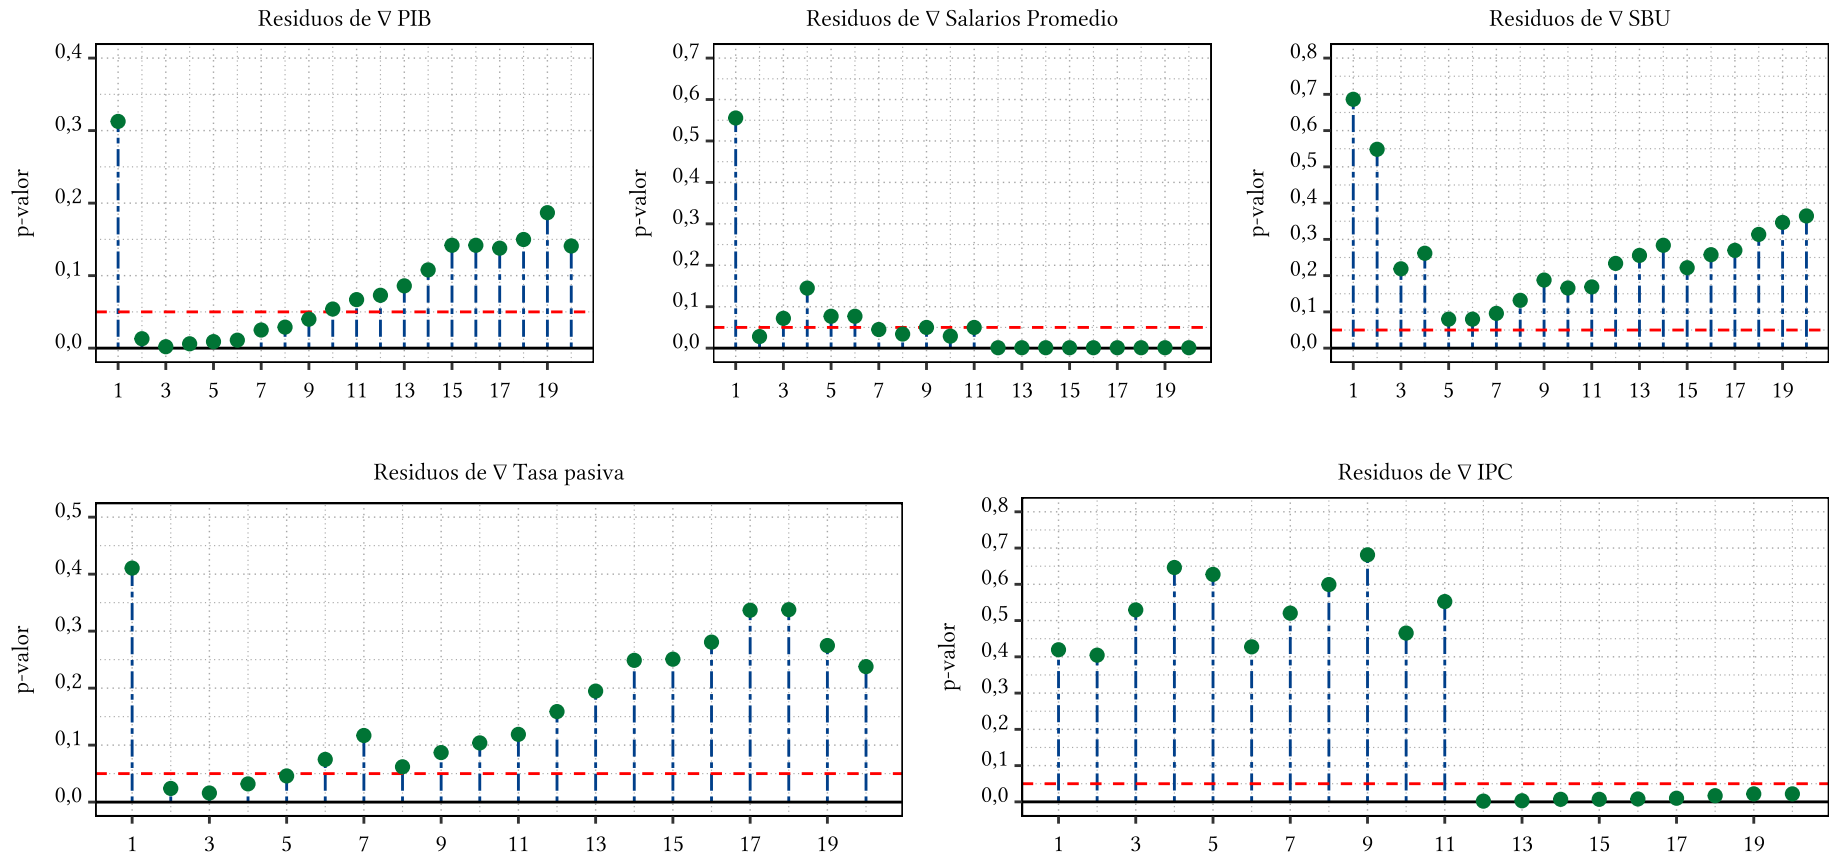 Residuos de ∇ PIB
p-valor
0,4
0,3
0,2
0,1
0,0
1 3 5 7 9 11 13 15 17 19
Residuos de ∇ Salarios Promedio
p-valor
0,7
0,6
0,5
0,4
0,3
0,2
0,1
0,0
1 3 5 7 9 11 13 15 17 19
Residuos de ∇ SBU
p-valor
0,8
0,7
0,6
0,5
0,4
0,3
0,2
0,1
0,0
1 3 5 7 9 11 13 15 17 19
Residuos de ∇ Tasa pasiva
p-valor
0,5
0,4
0,3
0,2
0,1
0,0
1 3 5 7 9 11 13 15 17 19
Residuos de ∇ IPC
p-valor
0,8
0,7
0,6
0,5
0,4
0,3
0,2
0,1
0,0
1 3 5 7 9 11 13 15 17 19